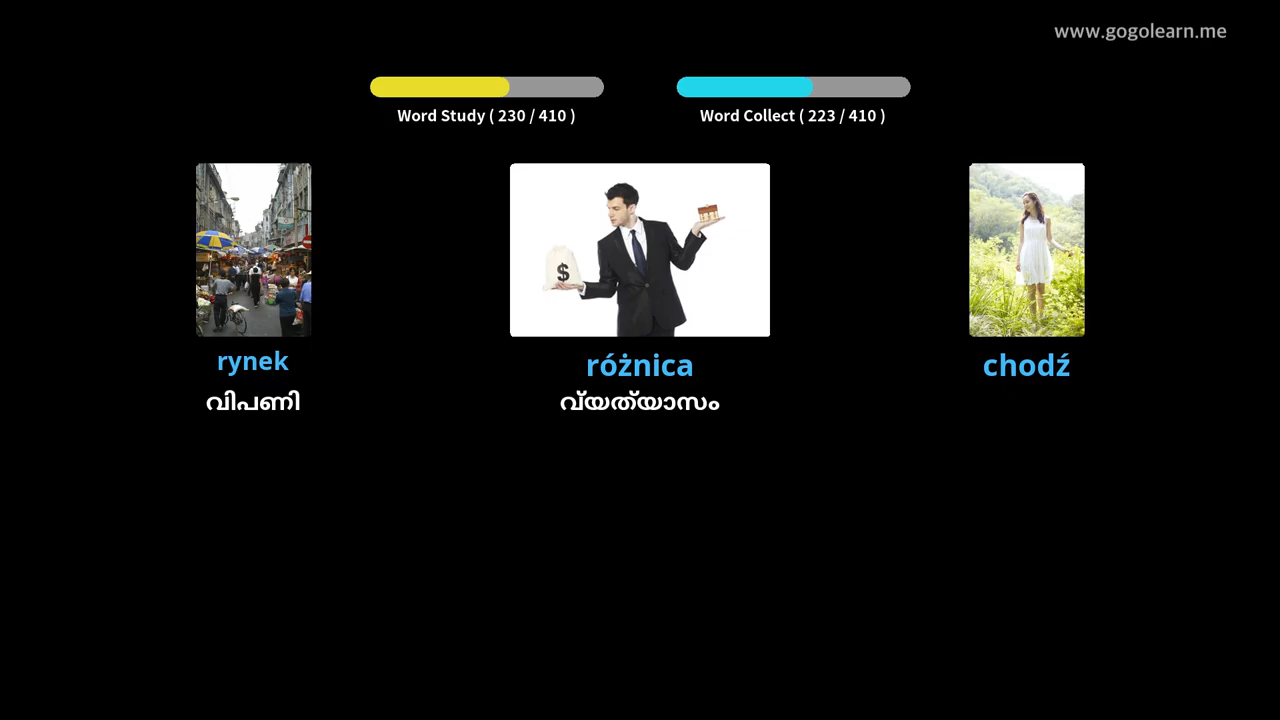 www.gogolearn.me
Word Study ( 230 / 410 )
Word Collect ( 223 / 410 )
rynek
różnica
chodź
വിപണി
വ്യത്യാസം
$